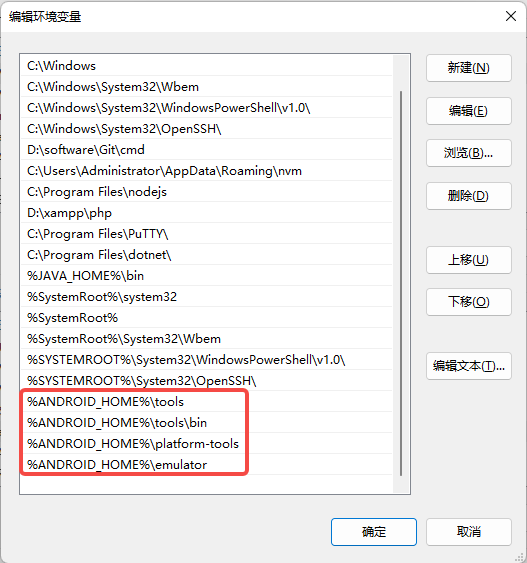 编辑环境变量
C:\Windows
C:\Windows\System32\Wbem
C:\Windows\System32\WindowsPowerShell\v1.0\
C:\Windows\System32\OpenSSH\
D:\software\Git\cmd
C:\Users\Administrator\AppData\Roaming\nvm
C:\Program Files\nodejs
D:\xampp\php
C:\Program Files\PuTTY\
C:\Program Files\dotnet\
%JAVA_HOME%\bin
%SystemRoot%\system32
%SystemRoot%
%SystemRoot%\System32\Wbem
%SYSTEMROOT%\System32\WindowsPowerShell\v1.0\
%SYSTEMROOT%\System32\OpenSSH\
%ANDROID_HOME%\tools
%ANDROID_HOME%\tools\bin
%ANDROID_HOME%\platform-tools
%ANDROID_HOME%\emulator
新建(N)
编辑(E)
浏览(B)...
删除(D)
上移(U)
下移(O)
编辑文本(T)...
确定
取消